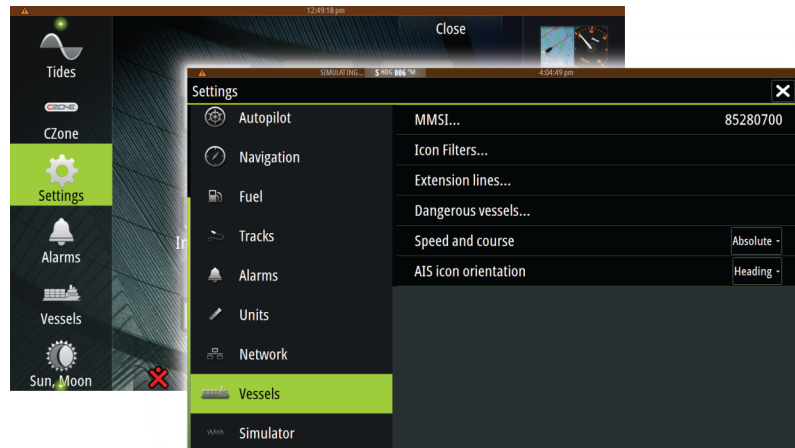 12:49:18 pm
Close
Tides
CZONE
CZone
Settings
Alarms
Vessels
Sun, Moon
SIMULATING... S HDG 006 °M
4:04:49 pm
Settings
Autopilot
Navigation
Fuel
Tracks
Alarms
Units
Network
Vessels
Simulator
MMSI... 85280700
Icon Filters...
Extension lines...
Dangerous vessels...
Speed and course Absolute
AIS icon orientation Heading